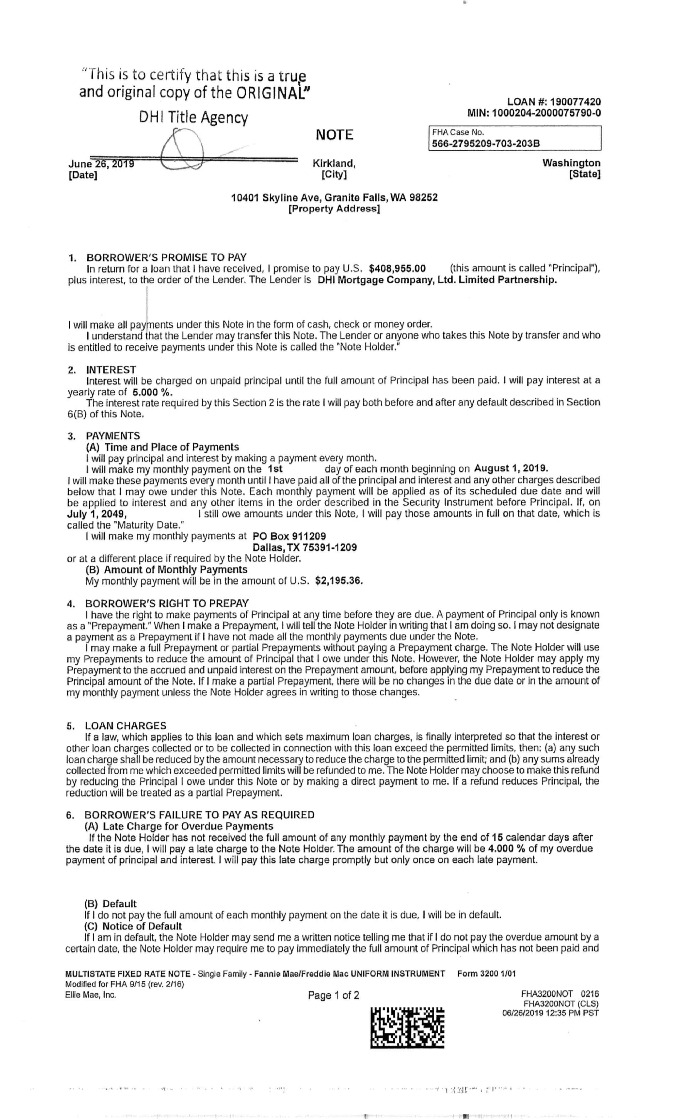 "This is to certify that this is a true
and original copy of the ORIGINAL"
DHI Title Agency
LOAN #: 190077420
MIN: 1000204-2000075790-0
NOTE
FHA Case No.
566-2795209-703-203B
June 26, 2019 Kirkland, Washington
[Date] [City] [State]
10401 Skyline Ave, Granite Falls, WA 98252
[Property Address]
1. BORROWER'S PROMISE TO PAY
In return for a loan that I have received, I promise to pay U.S. $408,955.00 (this amount is called "Principal"),
plus interest, to the order of the Lender. The Lender is DHI Mortgage Company, Ltd. Limited Partnership.
I will make all payments under this Note in the form of cash, check or money order.
I understand that the Lender may transfer this Note. The Lender or anyone who takes this Note by transfer and who
is entitled to receive payments under this Note is called the "Note Holder."
2. INTEREST
Interest will be charged on unpaid principal until the full amount of Principal has been paid. I will pay interest at a
yearly rate of 5.000 %.
The interest rate required by this Section 2 is the rate I will pay both before and after any default described in Section
6(B) of this Note.
3. PAYMENTS
(A) Time and Place of Payments
I will pay principal and interest by making a payment every month.
I will make my monthly payment on the 1st day of each month beginning on August 1, 2019.
I will make these payments every month until I have paid all of the principal and interest and any other charges described
below that I may owe under this Note. Each monthly payment will be applied as of its scheduled due date and will
be applied to interest and any other items in the order described in the Security Instrument before Principal. If, on
July 1, 2049, I still owe amounts under this Note, I will pay those amounts in full on that date, which is
called the "Maturity Date."
I will make my monthly payments at PO Box 911209
Dallas, TX 75391-1209
or at a different place if required by the Note Holder.
(B) Amount of Monthly Payments
My monthly payment will be in the amount of U.S. $2,195.36.
4. BORROWER'S RIGHT TO PREPAY
I have the right to make payments of Principal at any time before they are due. A payment of Principal only is known
as a "Prepayment." When I make a Prepayment, I will tell the Note Holder in writing that I am doing so. I may not designate
a payment as a Prepayment if I have not made all the monthly payments due under the Note.
I may make a full Prepayment or partial Prepayments without paying a Prepayment charge. The Note Holder will use
my Prepayments to reduce the amount of Principal that I owe under this Note. However, the Note Holder may apply my
Prepayment to the accrued and unpaid interest on the Prepayment amount, before applying my Prepayment to reduce the
Principal amount of the Note. If I make a partial Prepayment, there will be no changes in the due date or in the amount of
my monthly payment unless the Note Holder agrees in writing to those changes.
5. LOAN CHARGES
If a law, which applies to this loan and which sets maximum loan charges, is finally interpreted so that the interest or
other loan charges collected or to be collected in connection with this loan exceed the permitted limits, then: (a) any such
loan charge shall be reduced by the amount necessary to reduce the charge to the permitted limit; and (b) any sums already
collected from me which exceeded permitted limits will be refunded to me. The Note Holder may choose to make this refund
by reducing the Principal I owe under this Note or by making a direct payment to me. If a refund reduces Principal, the
reduction will be treated as a partial Prepayment.
6. BORROWER'S FAILURE TO PAY AS REQUIRED
(A) Late Charge for Overdue Payments
If the Note Holder has not received the full amount of any monthly payment by the end of 15 calendar days after
the date it is due, I will pay a late charge to the Note Holder. The amount of the charge will be 4.000 % of my overdue
payment of principal and interest. I will pay this late charge promptly but only once on each late payment.
(B) Default
If I do not pay the full amount of each monthly payment on the date it is due, I will be in default.
(C) Notice of Default
If I am in default, the Note Holder may send me a written notice telling me that if I do not pay the overdue amount by a
certain date, the Note Holder may require me to pay immediately the full amount of Principal which has not been paid and
MULTISTATE FIXED RATE NOTE - Single Family - Fannie Mae/Freddie Mac UNIFORM INSTRUMENT Form 3200 1/01
Modified for FHA 9/15 (rev. 2/16)
Ellie Mae, Inc. Page 1 of 2 FHA3200NOT 0216
FHA3200NOT (CLS)
06/26/2019 12:35 PM PST